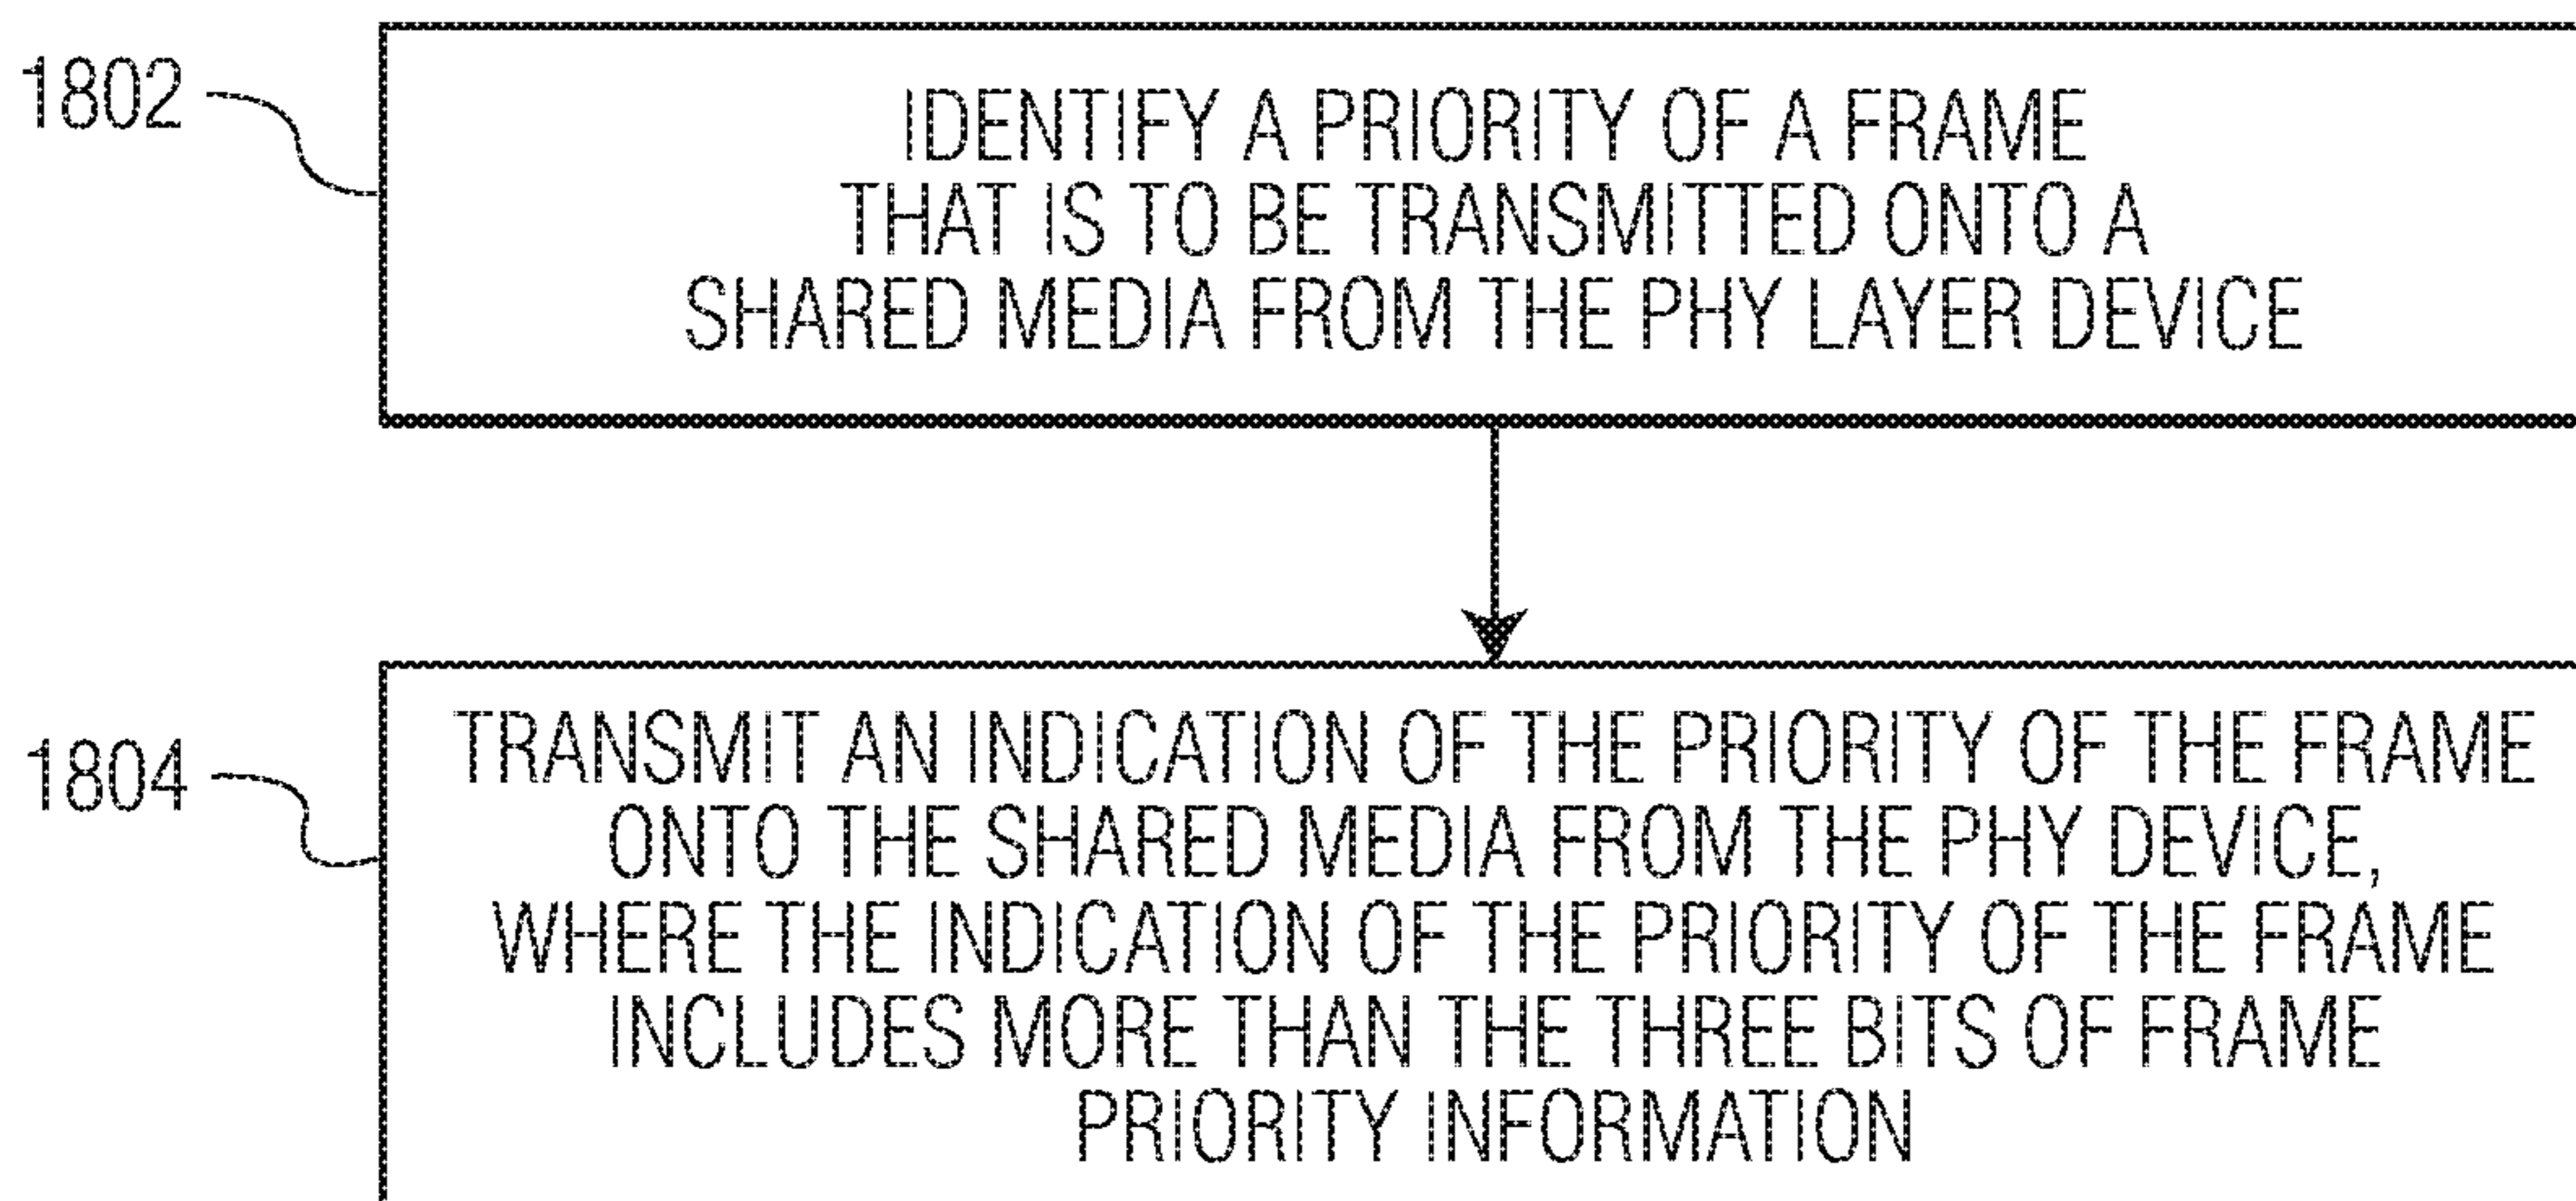 1802
IDENTIFY A PRIORITY OF A FRAME
THAT IS TO BE TRANSMITTED ONTO A
SHARED MEDIA FROM THE PHY LAYER DEVICE
1804
TRANSMIT AN INDICATION OF THE PRIORITY OF THE FRAME
ONTO THE SHARED MEDIA FROM THE PHY DEVICE,
WHERE THE INDICATION OF THE PRIORITY OF THE FRAME
INCLUDES MORE THAN THE THREE BITS OF FRAME
PRIORITY INFORMATION